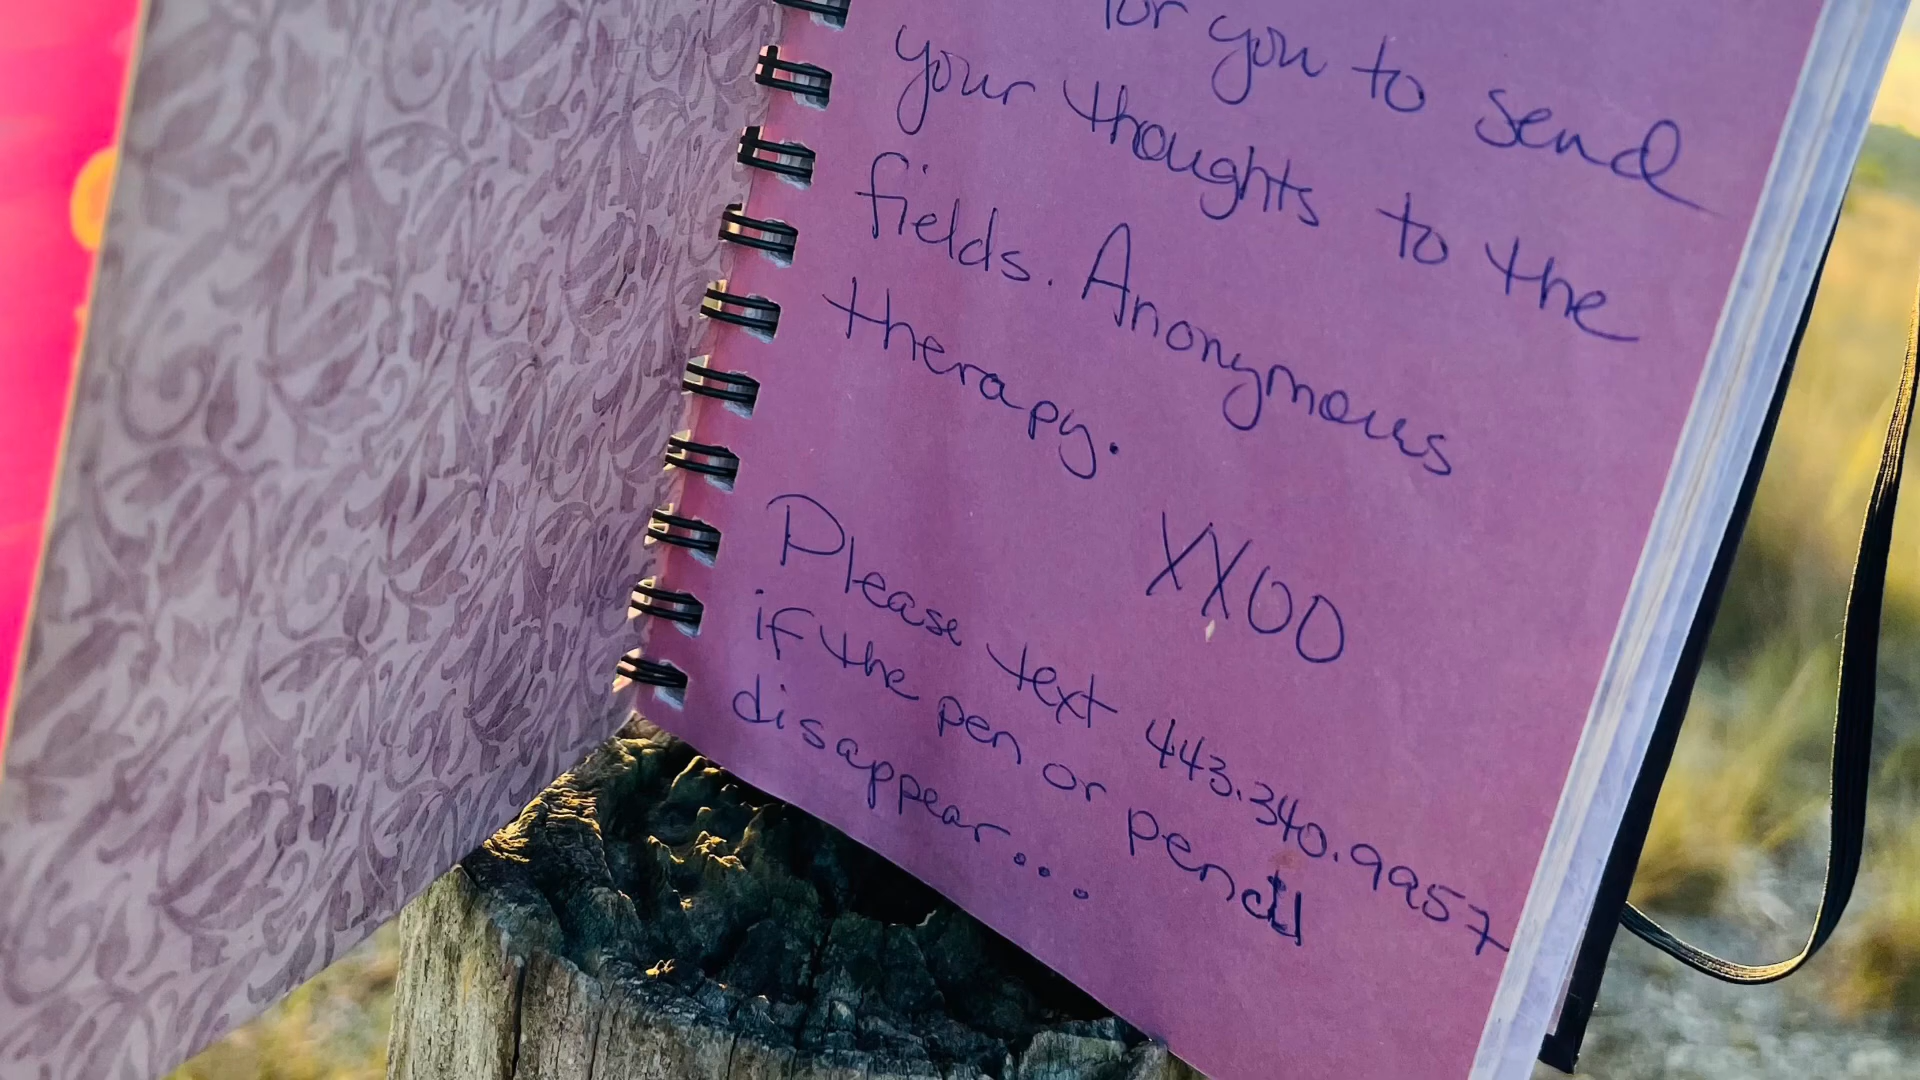 for you to send
your thoughts to the
fields. Anonymous
therapy.
XXOO
Please text 443.340.9957
if the pen or pencil
disappear...